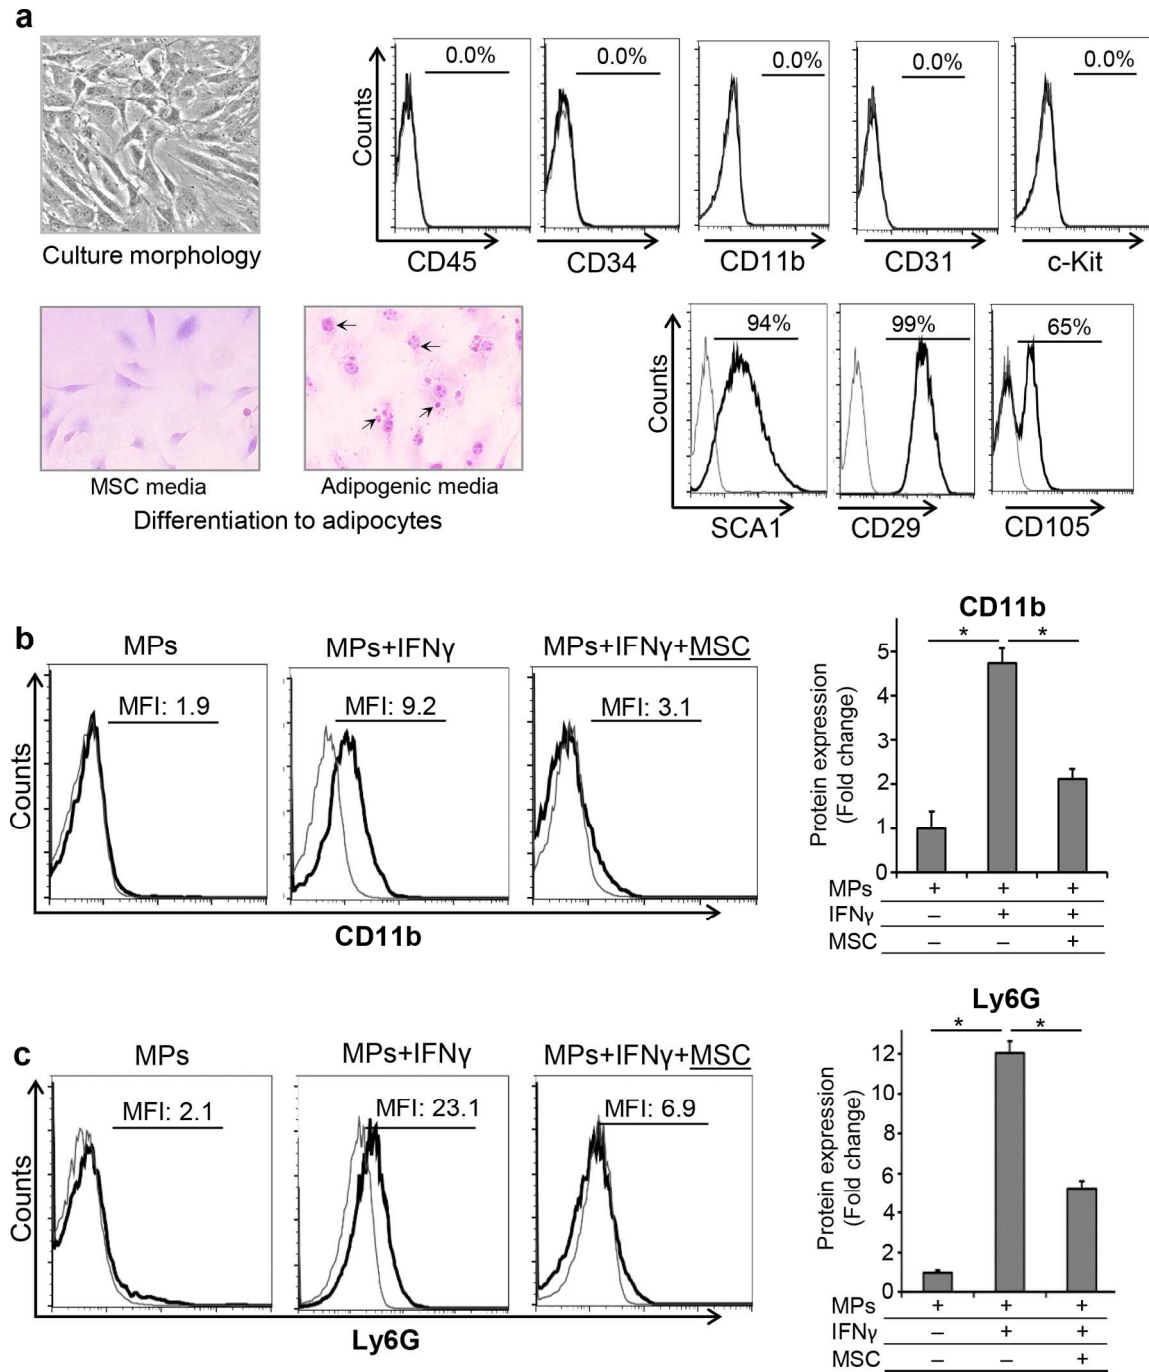 a
0.0% 0.0% 0.0% 0.0% 0.0%
Counts
Culture morphology
CD45 CD34 CD11b CD31 c-Kit
94% 99% 65%
Counts
MSC media Adipogenic media
Differentiation to adipocytes
SCA1 CD29 CD105
b
MPs MPs+IFNγ MPs+IFNγ+MSC
MFI: 1.9 MFI: 9.2 MFI: 3.1
Counts
CD11b
CD11b
* *
Protein expression
(Fold change)
5
4
3
2
1
0
MPs + + +
IFNγ – + +
MSC – – +
c
MPs MPs+IFNγ MPs+IFNγ+MSC
MFI: 2.1 MFI: 23.1 MFI: 6.9
Counts
Ly6G
Ly6G
* *
Protein expression
(Fold change)
12
10
8
6
4
2
0
MPs + + +
IFNγ – + +
MSC – – +